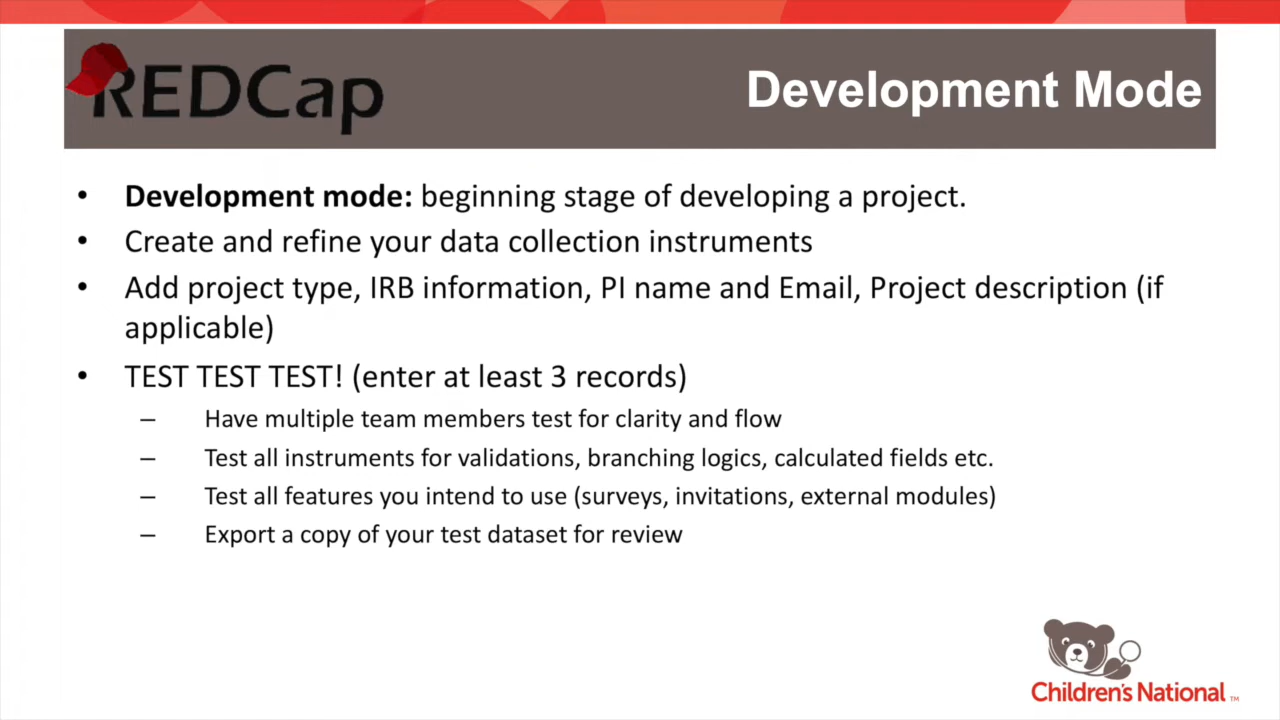 REDCap
Development Mode
• Development mode: beginning stage of developing a project.
• Create and refine your data collection instruments
• Add project type, IRB information, PI name and Email, Project description (if
applicable)
• TEST TEST TEST! (enter at least 3 records)
– Have multiple team members test for clarity and flow
– Test all instruments for validations, branching logics, calculated fields etc.
– Test all features you intend to use (surveys, invitations, external modules)
– Export a copy of your test dataset for review
Children's National ™